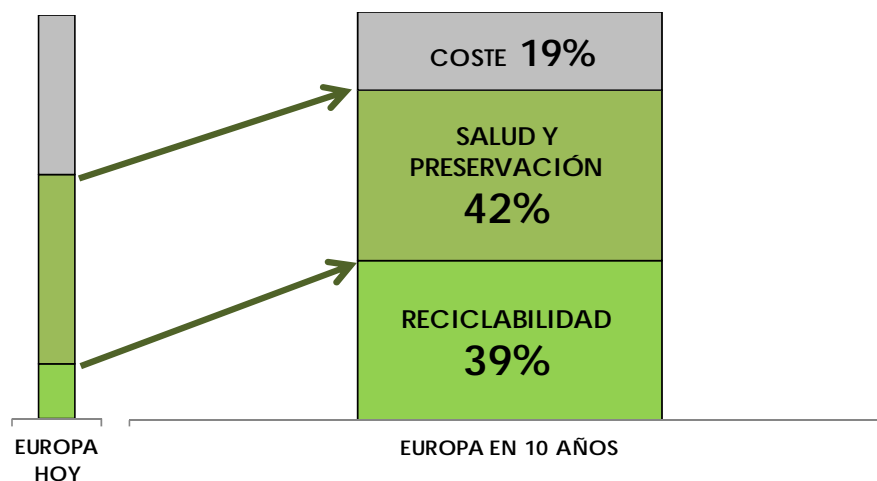 COSTE 19%
SALUD Y
PRESERVACIÓN
42%
RECICLABILIDAD
39%
EUROPA
HOY
EUROPA EN 10 AÑOS